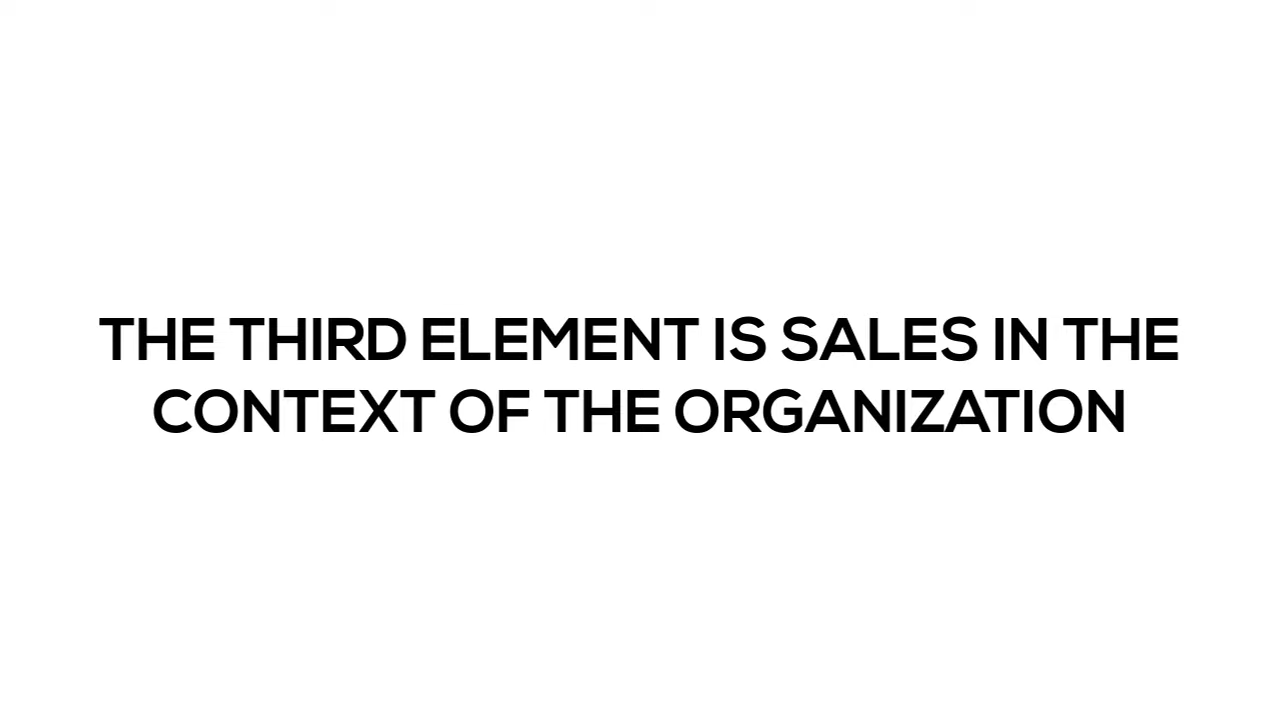 THE THIRD ELEMENT IS SALES IN THE
CONTEXT OF THE ORGANIZATION